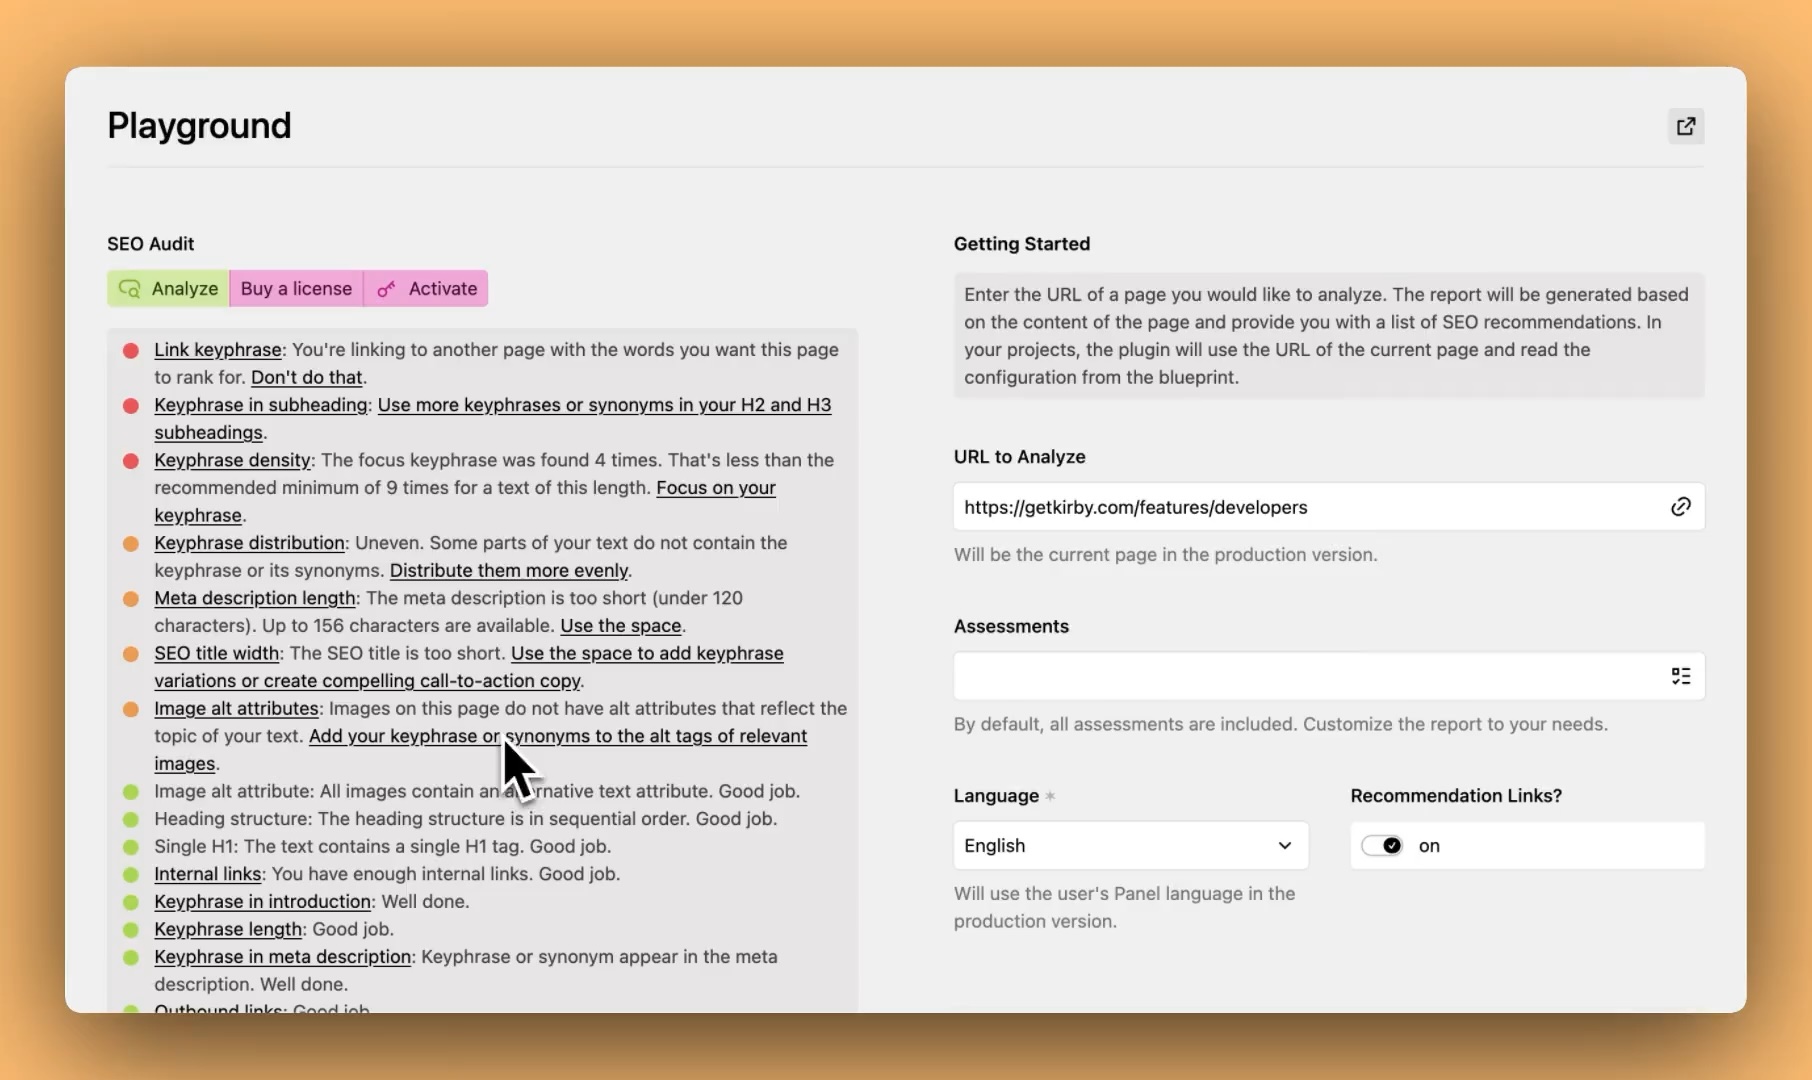 Playground
SEO Audit
Analyze
Buy a license
Activate
Link keyphrase: You're linking to another page with the words you want this page
to rank for. Don't do that.
Keyphrase in subheading: Use more keyphrases or synonyms in your H2 and H3
subheadings.
Keyphrase density: The focus keyphrase was found 4 times. That's less than the
recommended minimum of 9 times for a text of this length. Focus on your
keyphrase.
Keyphrase distribution: Uneven. Some parts of your text do not contain the
keyphrase or its synonyms. Distribute them more evenly.
Meta description length: The meta description is too short (under 120
characters). Up to 156 characters are available. Use the space.
SEO title width: The SEO title is too short. Use the space to add keyphrase
variations or create compelling call-to-action copy.
Image alt attributes: Images on this page do not have alt attributes that reflect the
topic of your text. Add your keyphrase or synonyms to the alt tags of relevant
images.
Image alt attribute: All images contain an alternative text attribute. Good job.
Heading structure: The heading structure is in sequential order. Good job.
Single H1: The text contains a single H1 tag. Good job.
Internal links: You have enough internal links. Good job.
Keyphrase in introduction: Well done.
Keyphrase length: Good job.
Keyphrase in meta description: Keyphrase or synonym appear in the meta
description. Well done.
Outbound links: Good job.
Getting Started
Enter the URL of a page you would like to analyze. The report will be generated based
on the content of the page and provide you with a list of SEO recommendations. In
your projects, the plugin will use the URL of the current page and read the
configuration from the blueprint.
URL to Analyze
https://getkirby.com/features/developers
Will be the current page in the production version.
Assessments
By default, all assessments are included. Customize the report to your needs.
Language *
English
Will use the user's Panel language in the
production version.
Recommendation Links?
on